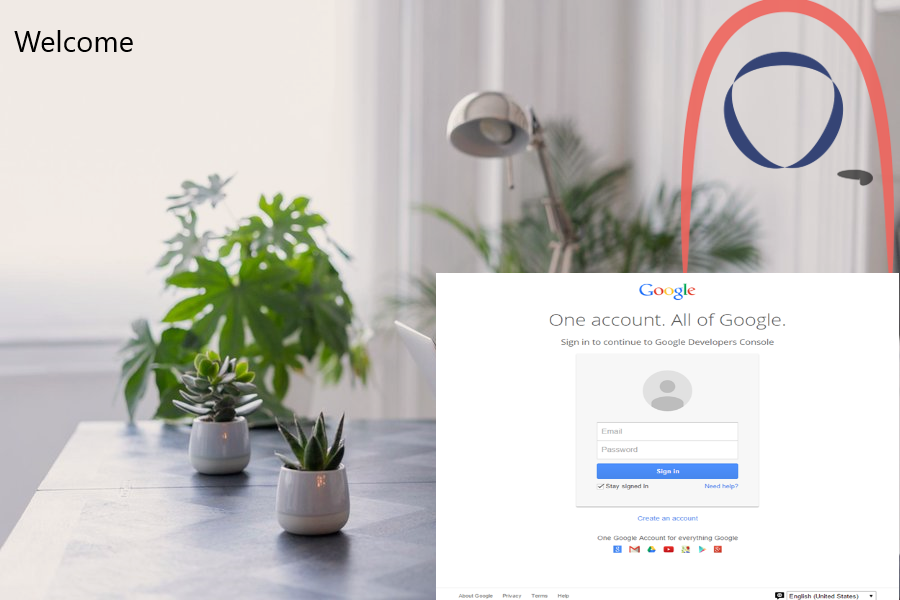 Welcome
Google
One account. All of Google.
Sign in to continue to Google Developers Console
Email
Password
Sign in
Stay signed in Need help?
Create an account
One Google Account for everything Google
About Google Privacy Terms Help English (United States)